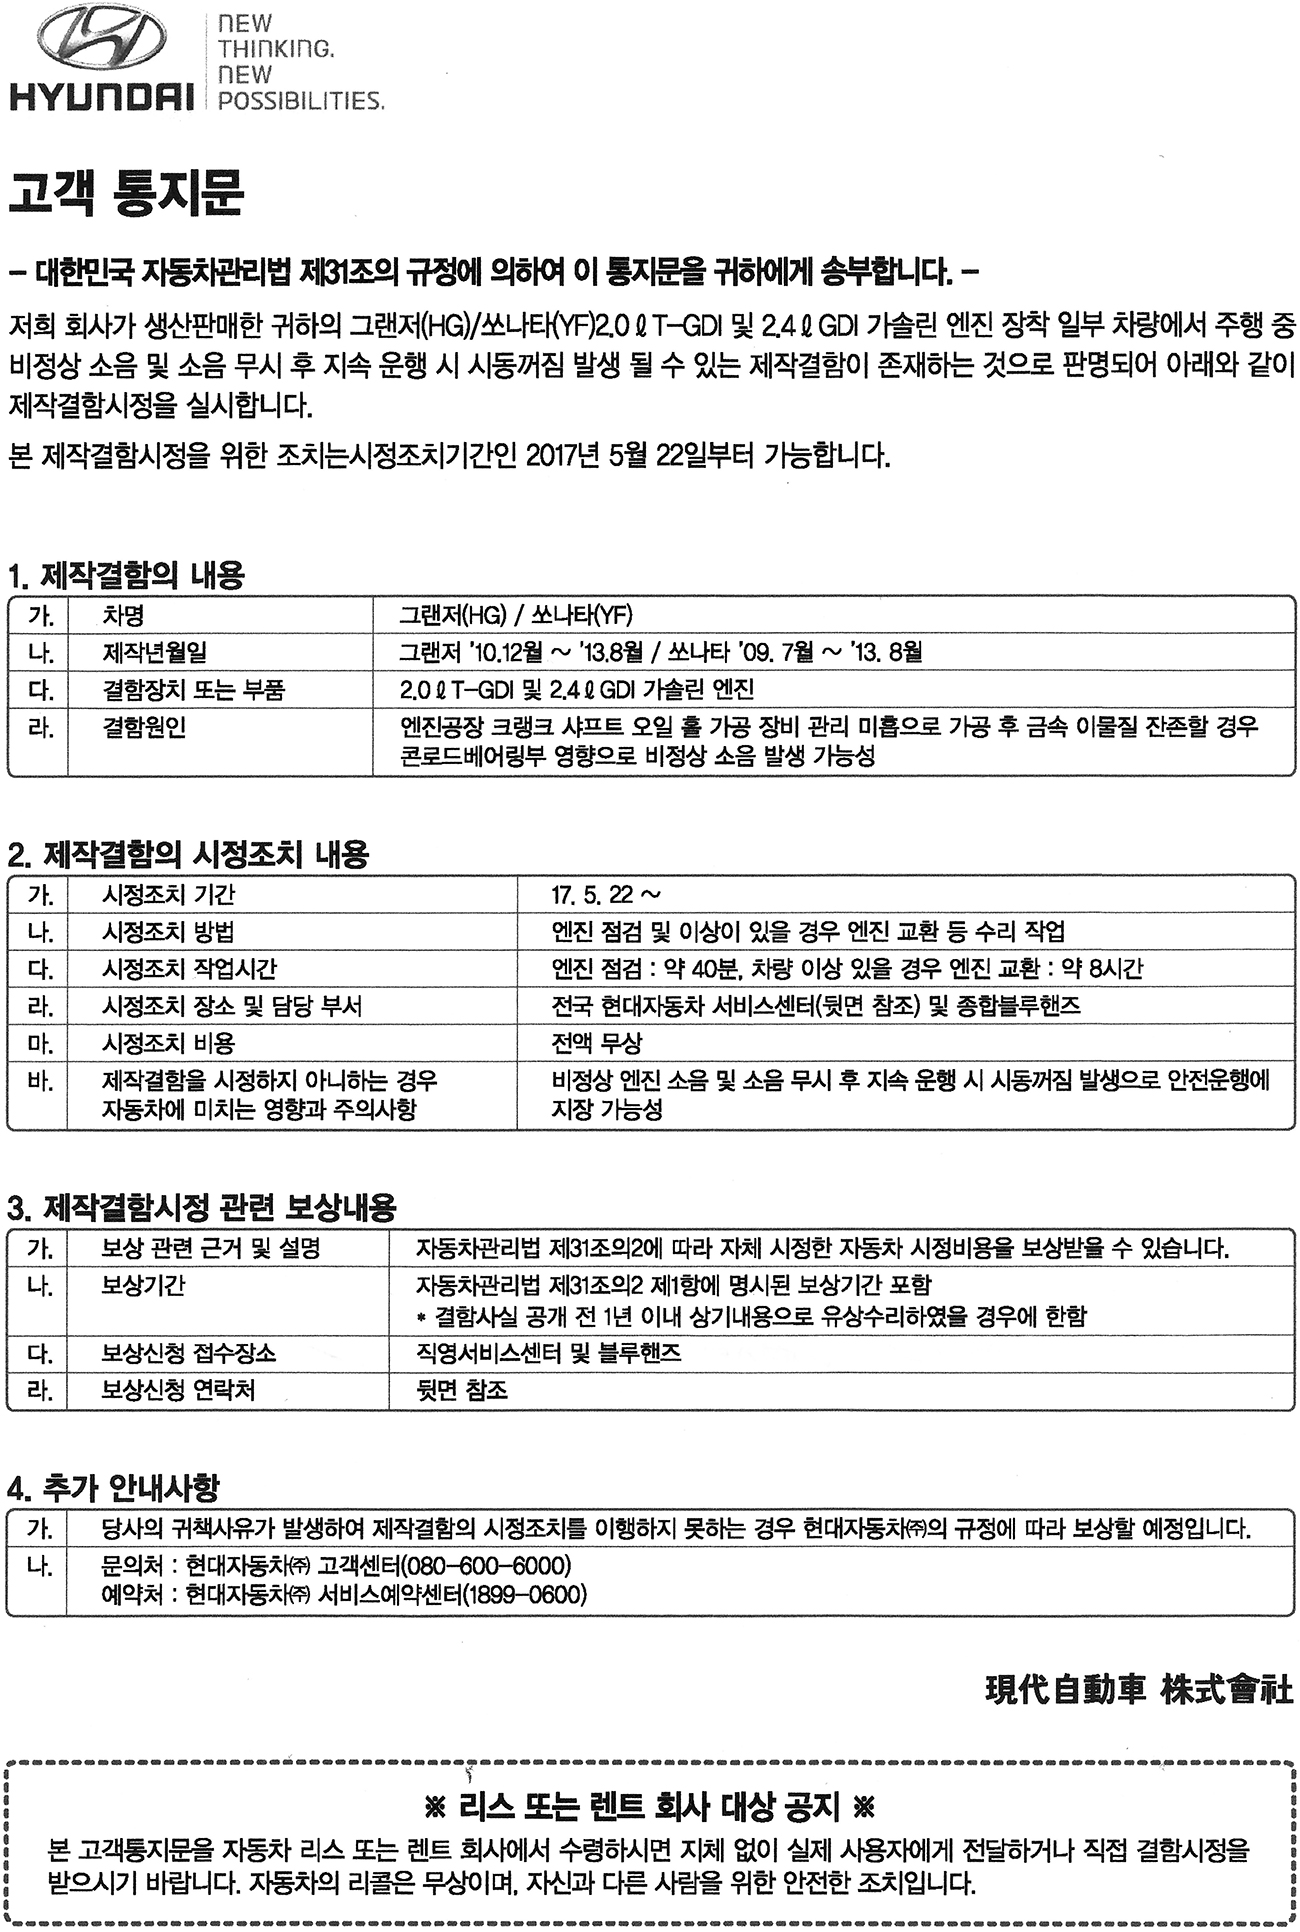 HYUNDAI
NEW
THINKING.
NEW
POSSIBILITIES.
고객 통지문
- 대한민국 자동차관리법 제31조의 규정에 의하여 이 통지문을 귀하에게 송부합니다. -
저희 회사가 생산판매한 귀하의 그랜저(HG)/쏘나타(YF)2.0ℓT-GDI 및 2.4ℓGDI 가솔린 엔진 장착 일부 차량에서 주행 중
비정상 소음 및 소음 무시 후 지속 운행 시 시동꺼짐 발생 될 수 있는 제작결함이 존재하는 것으로 판명되어 아래와 같이
제작결함시정을 실시합니다.
본 제작결함시정을 위한 조치는시정조치기간인 2017년 5월 22일부터 가능합니다.
1. 제작결함의 내용
가. 차명 그랜저(HG) / 쏘나타(YF)
나. 제작년월일 그랜저 '10.12월 ~ '13.8월 / 쏘나타 '09. 7월 ~ '13. 8월
다. 결함장치 또는 부품 2.0ℓT-GDI 및 2.4ℓGDI 가솔린 엔진
라. 결함원인 엔진공장 크랭크 샤프트 오일 홀 가공 장비 관리 미흡으로 가공 후 금속 이물질 잔존할 경우
콘로드베어링부 영향으로 비정상 소음 발생 가능성
2. 제작결함의 시정조치 내용
가. 시정조치 기간 17. 5. 22 ~
나. 시정조치 방법 엔진 점검 및 이상이 있을 경우 엔진 교환 등 수리 작업
다. 시정조치 작업시간 엔진 점검 : 약 40분, 차량 이상 있을 경우 엔진 교환 : 약 8시간
라. 시정조치 장소 및 담당 부서 전국 현대자동차 서비스센터(뒷면 참조) 및 종합블루핸즈
마. 시정조치 비용 전액 무상
바. 제작결함을 시정하지 아니하는 경우 비정상 엔진 소음 및 소음 무시 후 지속 운행 시 시동꺼짐 발생으로 안전운행에
자동차에 미치는 영향과 주의사항 지장 가능성
3. 제작결함시정 관련 보상내용
가. 보상 관련 근거 및 설명 자동차관리법 제31조의2에 따라 자체 시정한 자동차 시정비용을 보상받을 수 있습니다.
나. 보상기간 자동차관리법 제31조의2 제1항에 명시된 보상기간 포함
* 결함사실 공개 전 1년 이내 상기내용으로 유상수리하였을 경우에 한함
다. 보상신청 접수장소 직영서비스센터 및 블루핸즈
라. 보상신청 연락처 뒷면 참조
4. 추가 안내사항
가. 당사의 귀책사유가 발생하여 제작결함의 시정조치를 이행하지 못하는 경우 현대자동차㈜의 규정에 따라 보상할 예정입니다.
나. 문의처 : 현대자동차㈜ 고객센터(080-600-6000)
예약처 : 현대자동차㈜ 서비스예약센터(1899-0600)
現代自動車 株式會社
※ 리스 또는 렌트 회사 대상 공지 ※
본 고객통지문을 자동차 리스 또는 렌트 회사에서 수령하시면 지체 없이 실제 사용자에게 전달하거나 직접 결함시정을
받으시기 바랍니다. 자동차의 리콜은 무상이며, 자신과 다른 사람을 위한 안전한 조치입니다.